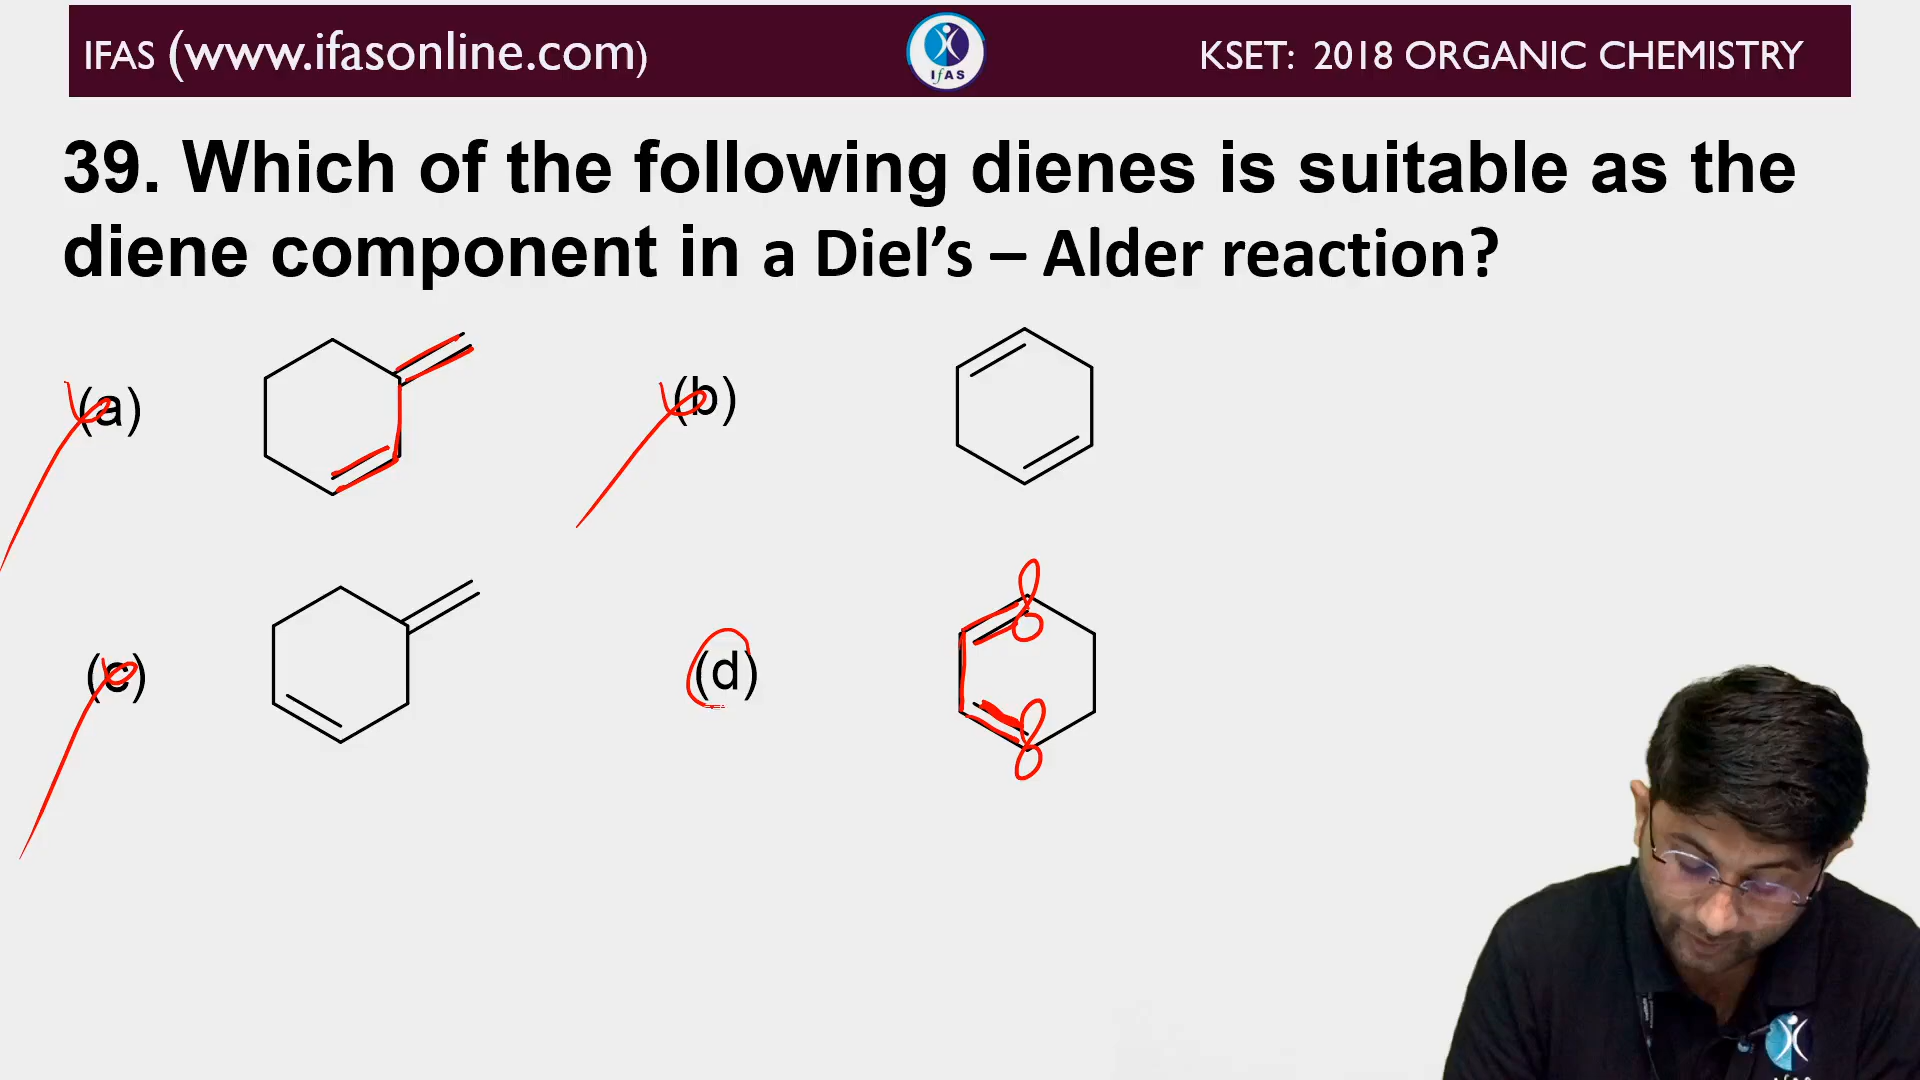 IFAS (www.ifasonline.com)
IfAS
KSET: 2018 ORGANIC CHEMISTRY
39. Which of the following dienes is suitable as the
diene component in a Diel’s – Alder reaction?
(a)
(b)
(c)
(d)
IfAS